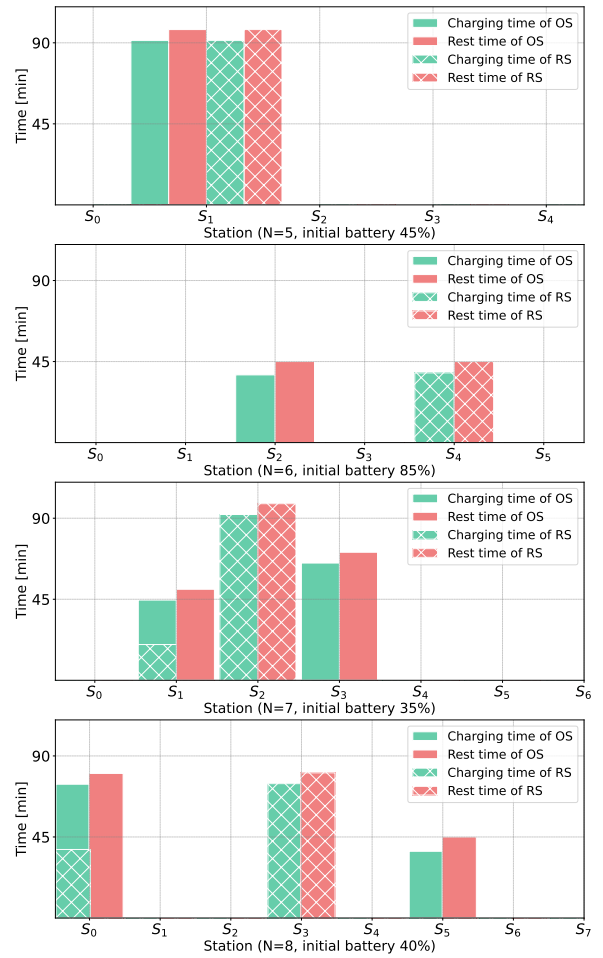 Time [min]
90
45
Charging time of OS
Rest time of OS
Charging time of RS
Rest time of RS
S0 S1 S2 S3 S4
Station (N=5, initial battery 45%)
Time [min]
90
45
Charging time of OS
Rest time of OS
Charging time of RS
Rest time of RS
S0 S1 S2 S3 S4 S5
Station (N=6, initial battery 85%)
Time [min]
90
45
Charging time of OS
Rest time of OS
Charging time of RS
Rest time of RS
S0 S1 S2 S3 S4 S5 S6
Station (N=7, initial battery 35%)
Time [min]
90
45
Charging time of OS
Rest time of OS
Charging time of RS
Rest time of RS
S0 S1 S2 S3 S4 S5 S6 S7
Station (N=8, initial battery 40%)